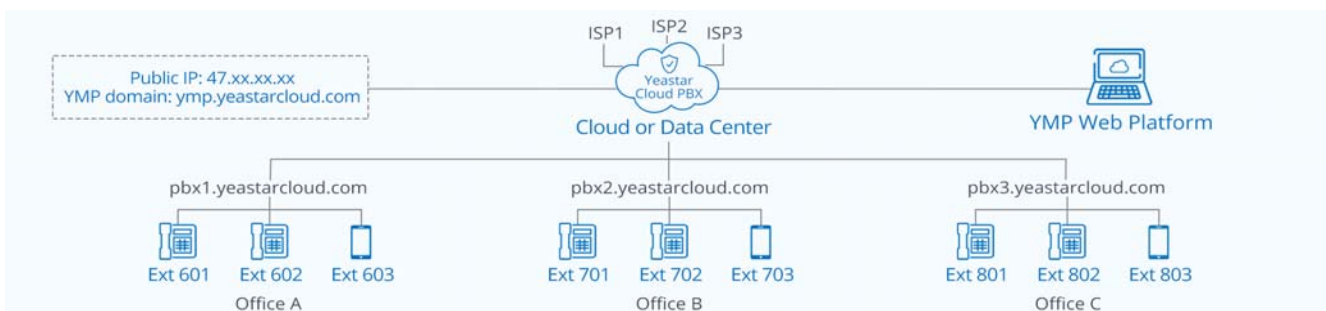 ISP1
ISP2
ISP3
Public IP: 47.xx.xx.xx
YMP domain: ymp.yeastarcloud.com
Yeastar
Cloud PBX
Cloud or Data Center
YMP Web Platform
pbx1.yeastarcloud.com
pbx2.yeastarcloud.com
pbx3.yeastarcloud.com
Ext 601
Ext 602
Ext 603
Ext 701
Ext 702
Ext 703
Ext 801
Ext 802
Ext 803
Office A
Office B
Office C